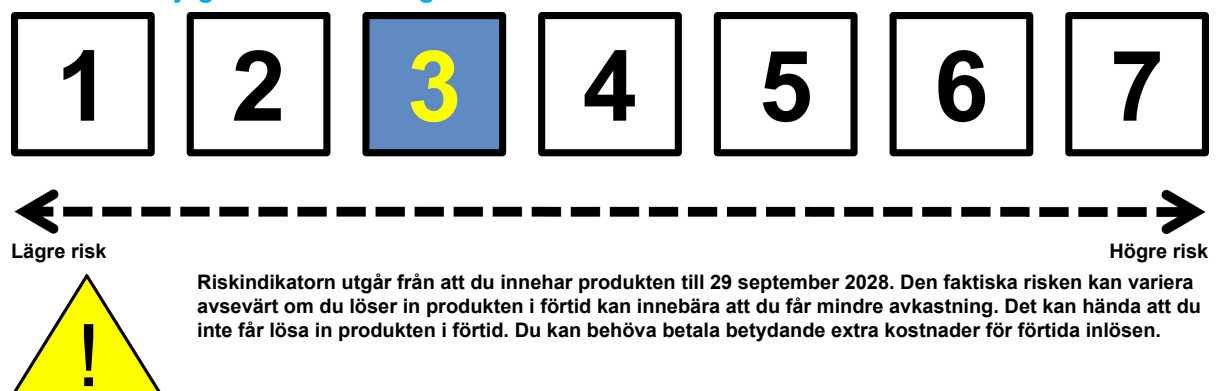 1 2 3 4 5 6 7
Lägre risk Högre risk
Riskindikatorn utgår från att du innehar produkten till 29 september 2028. Den faktiska risken kan variera
avsevärt om du löser in produkten i förtid kan innebära att du får mindre avkastning. Det kan hända att du
inte får lösa in produkten i förtid. Du kan behöva betala betydande extra kostnader för förtida inlösen.
!